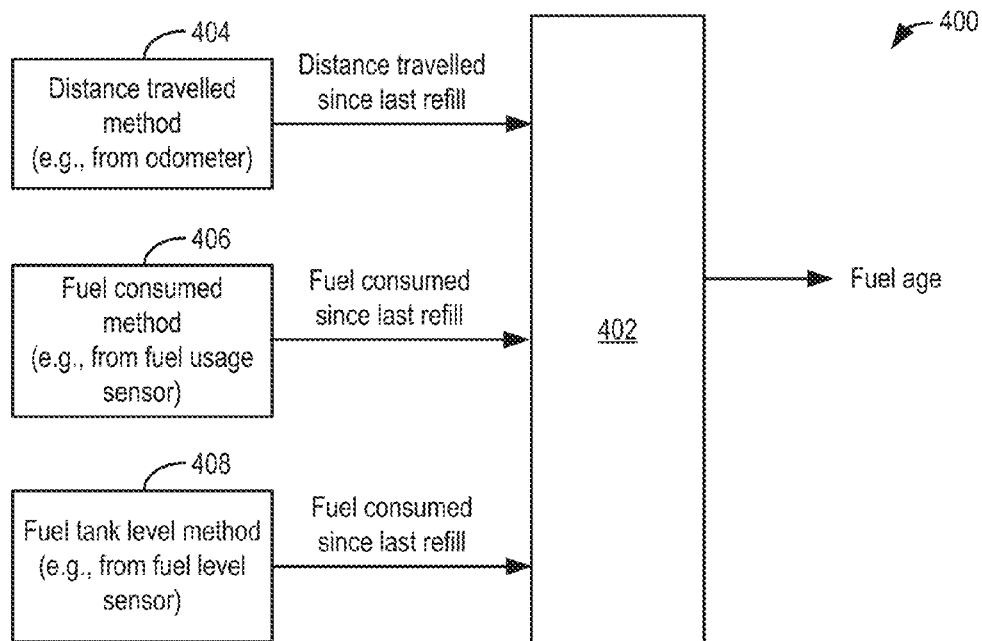 400
404
Distance travelled
method
(e.g., from odometer)
Distance travelled
since last refill
406
Fuel consumed
method
(e.g., from fuel usage
sensor)
Fuel consumed
since last refill
402
Fuel age
408
Fuel tank level method
(e.g., from fuel level
sensor)
Fuel consumed
since last refill